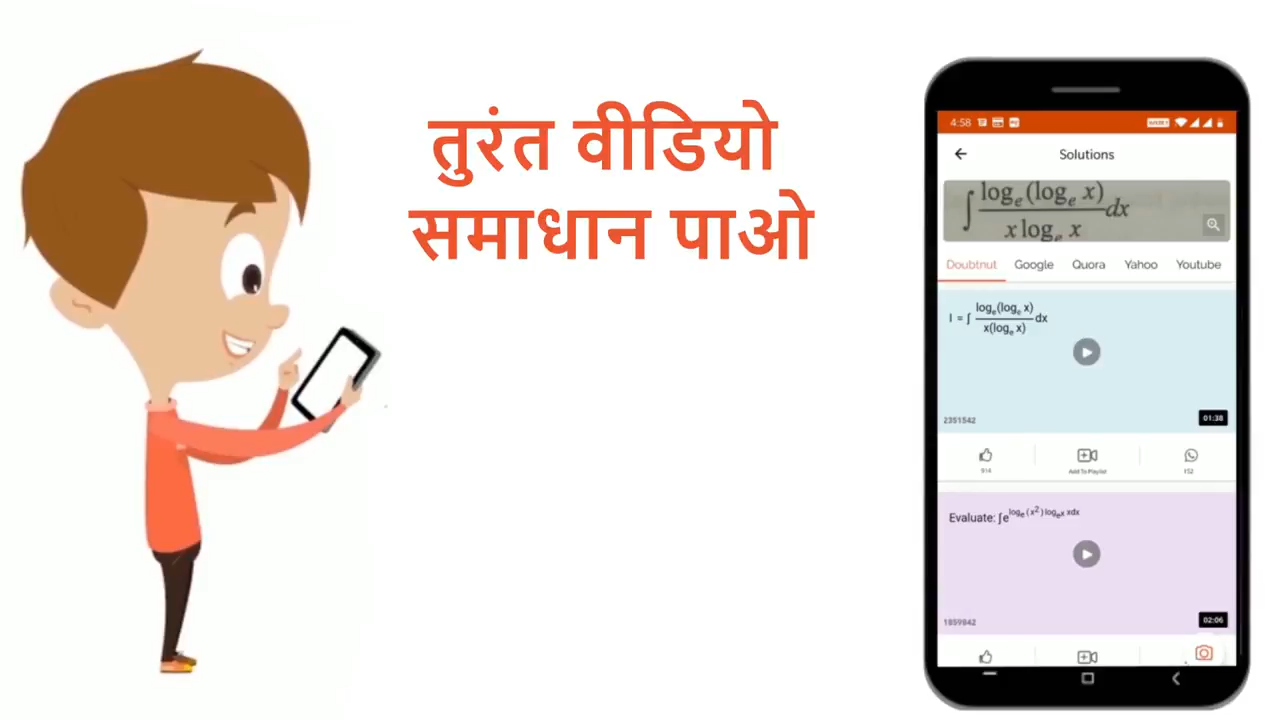 तुरंत वीडियो
समाधान पाओ
4:58
Solutions
∫ logₑ(logₑ x) / x logₑ x dx
Doubtnut Google Quora Yahoo Youtube
I = ∫ logₑ(logₑ x) / x(logₑ x) dx
2351542 01:38
914 Add To Playlist 152
Evaluate: ∫e^logₑ(x²) logₑx xdx
1859842 02:06